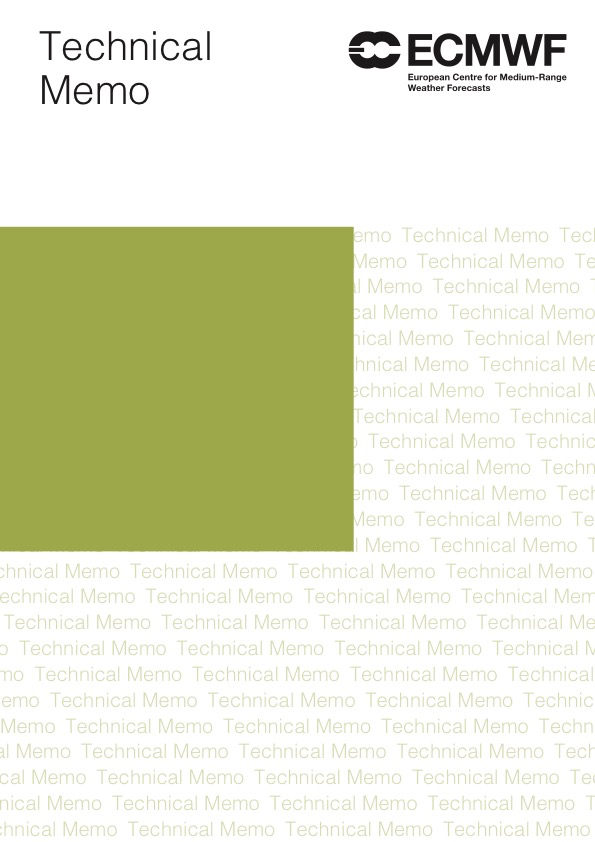 Technical
Memo
ECMWF
European Centre for Medium-Range
Weather Forecasts
emo Technical Memo Tec
Memo Technical Memo Te
l Memo Technical Memo
cal Memo Technical Memo
nical Memo Technical Mem
hnical Memo Technical Me
echnical Memo Technical M
Technical Memo Technical
Technical Memo Technic
mo Technical Memo Techn
emo Technical Memo Tech
Memo Technical Memo Te
l Memo Technical Memo T
chnical Memo Technical Memo Technical Memo Technical Memo
echnical Memo Technical Memo Technical Memo Technical Mem
Technical Memo Technical Memo Technical Memo Technical Me
o Technical Memo Technical Memo Technical Memo Technical M
mo Technical Memo Technical Memo Technical Memo Technical
emo Technical Memo Technical Memo Technical Memo Technic
Memo Technical Memo Technical Memo Technical Memo Techn
al Memo Technical Memo Technical Memo Technical Memo Tech
cal Memo Technical Memo Technical Memo Technical Memo Te
nical Memo Technical Memo Technical Memo Technical Memo T
chnical Memo Technical Memo Technical Memo Technical Memo